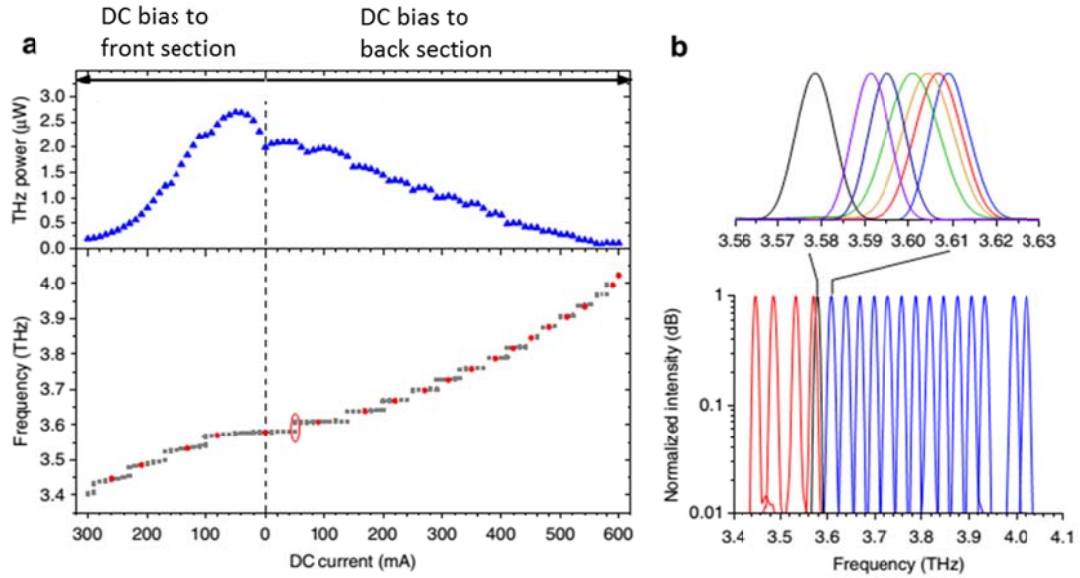 DC bias to
front section
DC bias to
back section
a
b
THz power (μW)
3.0
2.5
2.0
1.5
1.0
0.5
0.0
Frequency (THz)
4.0
3.9
3.8
3.7
3.6
3.5
3.4
300 200 100 0 100 200 300 400 500 600
DC current (mA)
3.56 3.57 3.58 3.59 3.60 3.61 3.62 3.63
Normalized intensity (dB)
1
0.1
0.01
3.4 3.5 3.6 3.7 3.8 3.9 4.0 4.1
Frequency (THz)